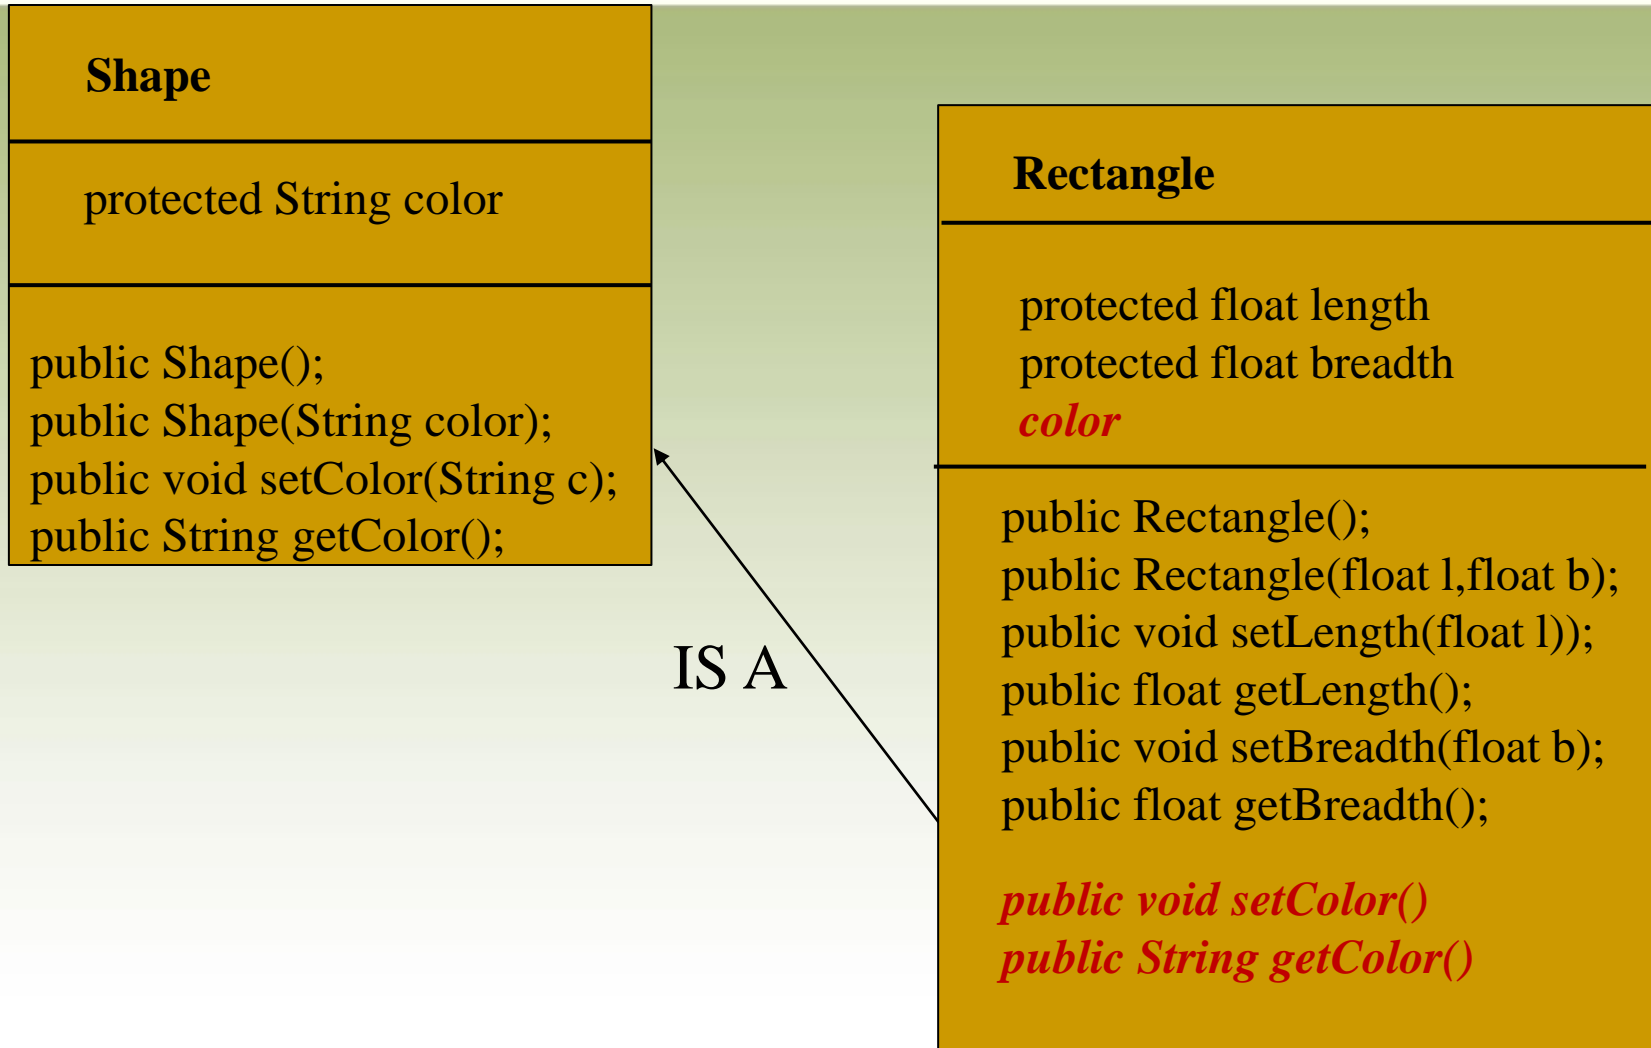 Shape
protected String color
public Shape();
public Shape(String color);
public void setColor(String c);
public String getColor();
IS A
Rectangle
protected float length
protected float breadth
color
public Rectangle();
public Rectangle(float l,float b);
public void setLength(float l));
public float getLength();
public void setBreadth(float b);
public float getBreadth();
public void setColor()
public String getColor()